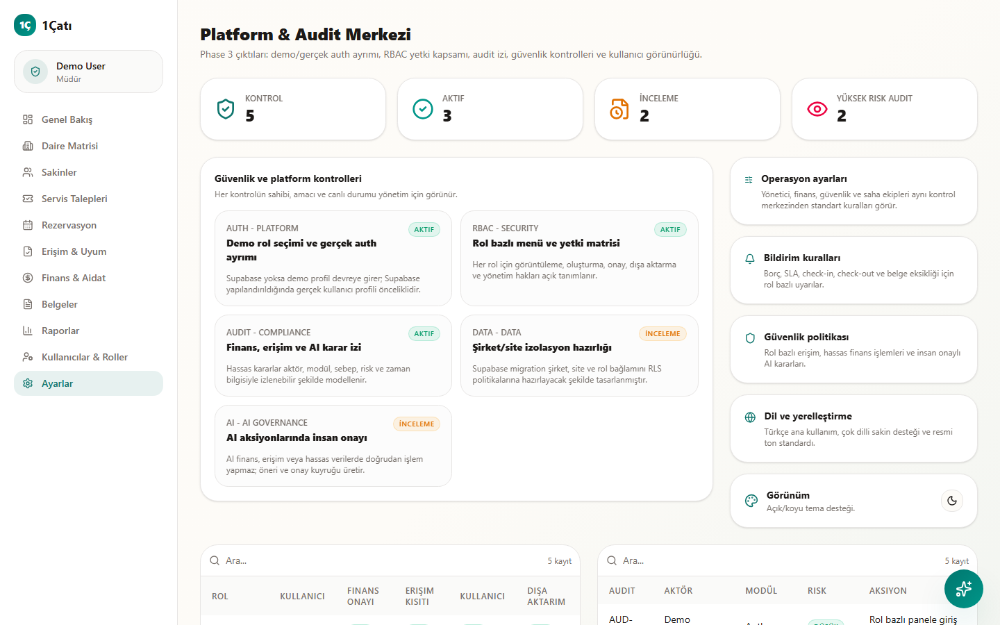 1Ç 1Çatı
Demo User
Müdür
Genel Bakış
Daire Matrisi
Sakinler
Servis Talepleri
Rezervasyon
Erişim & Uyum
Finans & Aidat
Belgeler
Raporlar
Kullanıcılar & Roller
Ayarlar
Platform & Audit Merkezi
Phase 3 çıktıları: demo/gerçek auth ayrımı, RBAC yetki kapsamı, audit izi, güvenlik kontrolleri ve kullanıcı görünürlüğü.
KONTROL
5
AKTIF
3
İNCELEME
2
YÜKSEK RISK AUDIT
2
Güvenlik ve platform kontrolleri
Her kontrolün sahibi, amacı ve canlı durumu yönetim için görünür.
AUTH - PLATFORM
AKTIF
Demo rol seçimi ve gerçek auth
ayrımı
Supabase yoksa demo profil devreye girer; Supabase
yapılandırıldığında gerçek kullanıcı profili önceliklidir.
RBAC - SECURITY
AKTIF
Rol bazlı menü ve yetki matrisi
Her rol için görüntüleme, oluşturma, onay, dışa aktarma
ve yönetim hakları açık tanımlanır.
AUDIT - COMPLIANCE
AKTIF
Finans, erişim ve AI karar izi
Hassas kararlar aktör, modül, sebep, risk ve zaman
bilgisiyle izlenebilir şekilde modellenir.
DATA - DATA
İNCELEME
Şirket/site izolasyon hazırlığı
Supabase migration şirket, site ve rol bağlamını RLS
politikalarına hazırlayacak şekilde tasarlanmıştır.
AI - AI GOVERNANCE
İNCELEME
AI aksiyonlarında insan onayı
AI finans, erişim veya hassas verilerde doğrudan işlem
yapmaz; öneri ve onay kuyruğu üretir.
Operasyon ayarları
Yönetici, finans, güvenlik ve saha ekipleri aynı kontrol
merkezinden standart kuralları görür.
Bildirim kuralları
Borç, SLA, check-in, check-out ve belge eksikliği için
rol bazlı uyarılar.
Güvenlik politikası
Rol bazlı erişim, hassas finans işlemleri ve insan onaylı
AI kararları.
Dil ve yerelleştirme
Türkçe ana kullanım, çok dilli sakin desteği ve resmi
ton standardı.
Görünüm
Açık/koyu tema desteği.
Ara...
5 kayıt
ROL KULLANICI FINANS ERIŞIM KULLANICI DIŞA
ONAYI KISITI AKTARIM
Ara...
5 kayıt
AUDIT AKTÖR MODÜL RISK AKSIYON
AUD- Demo Rol bazlı panele giriş